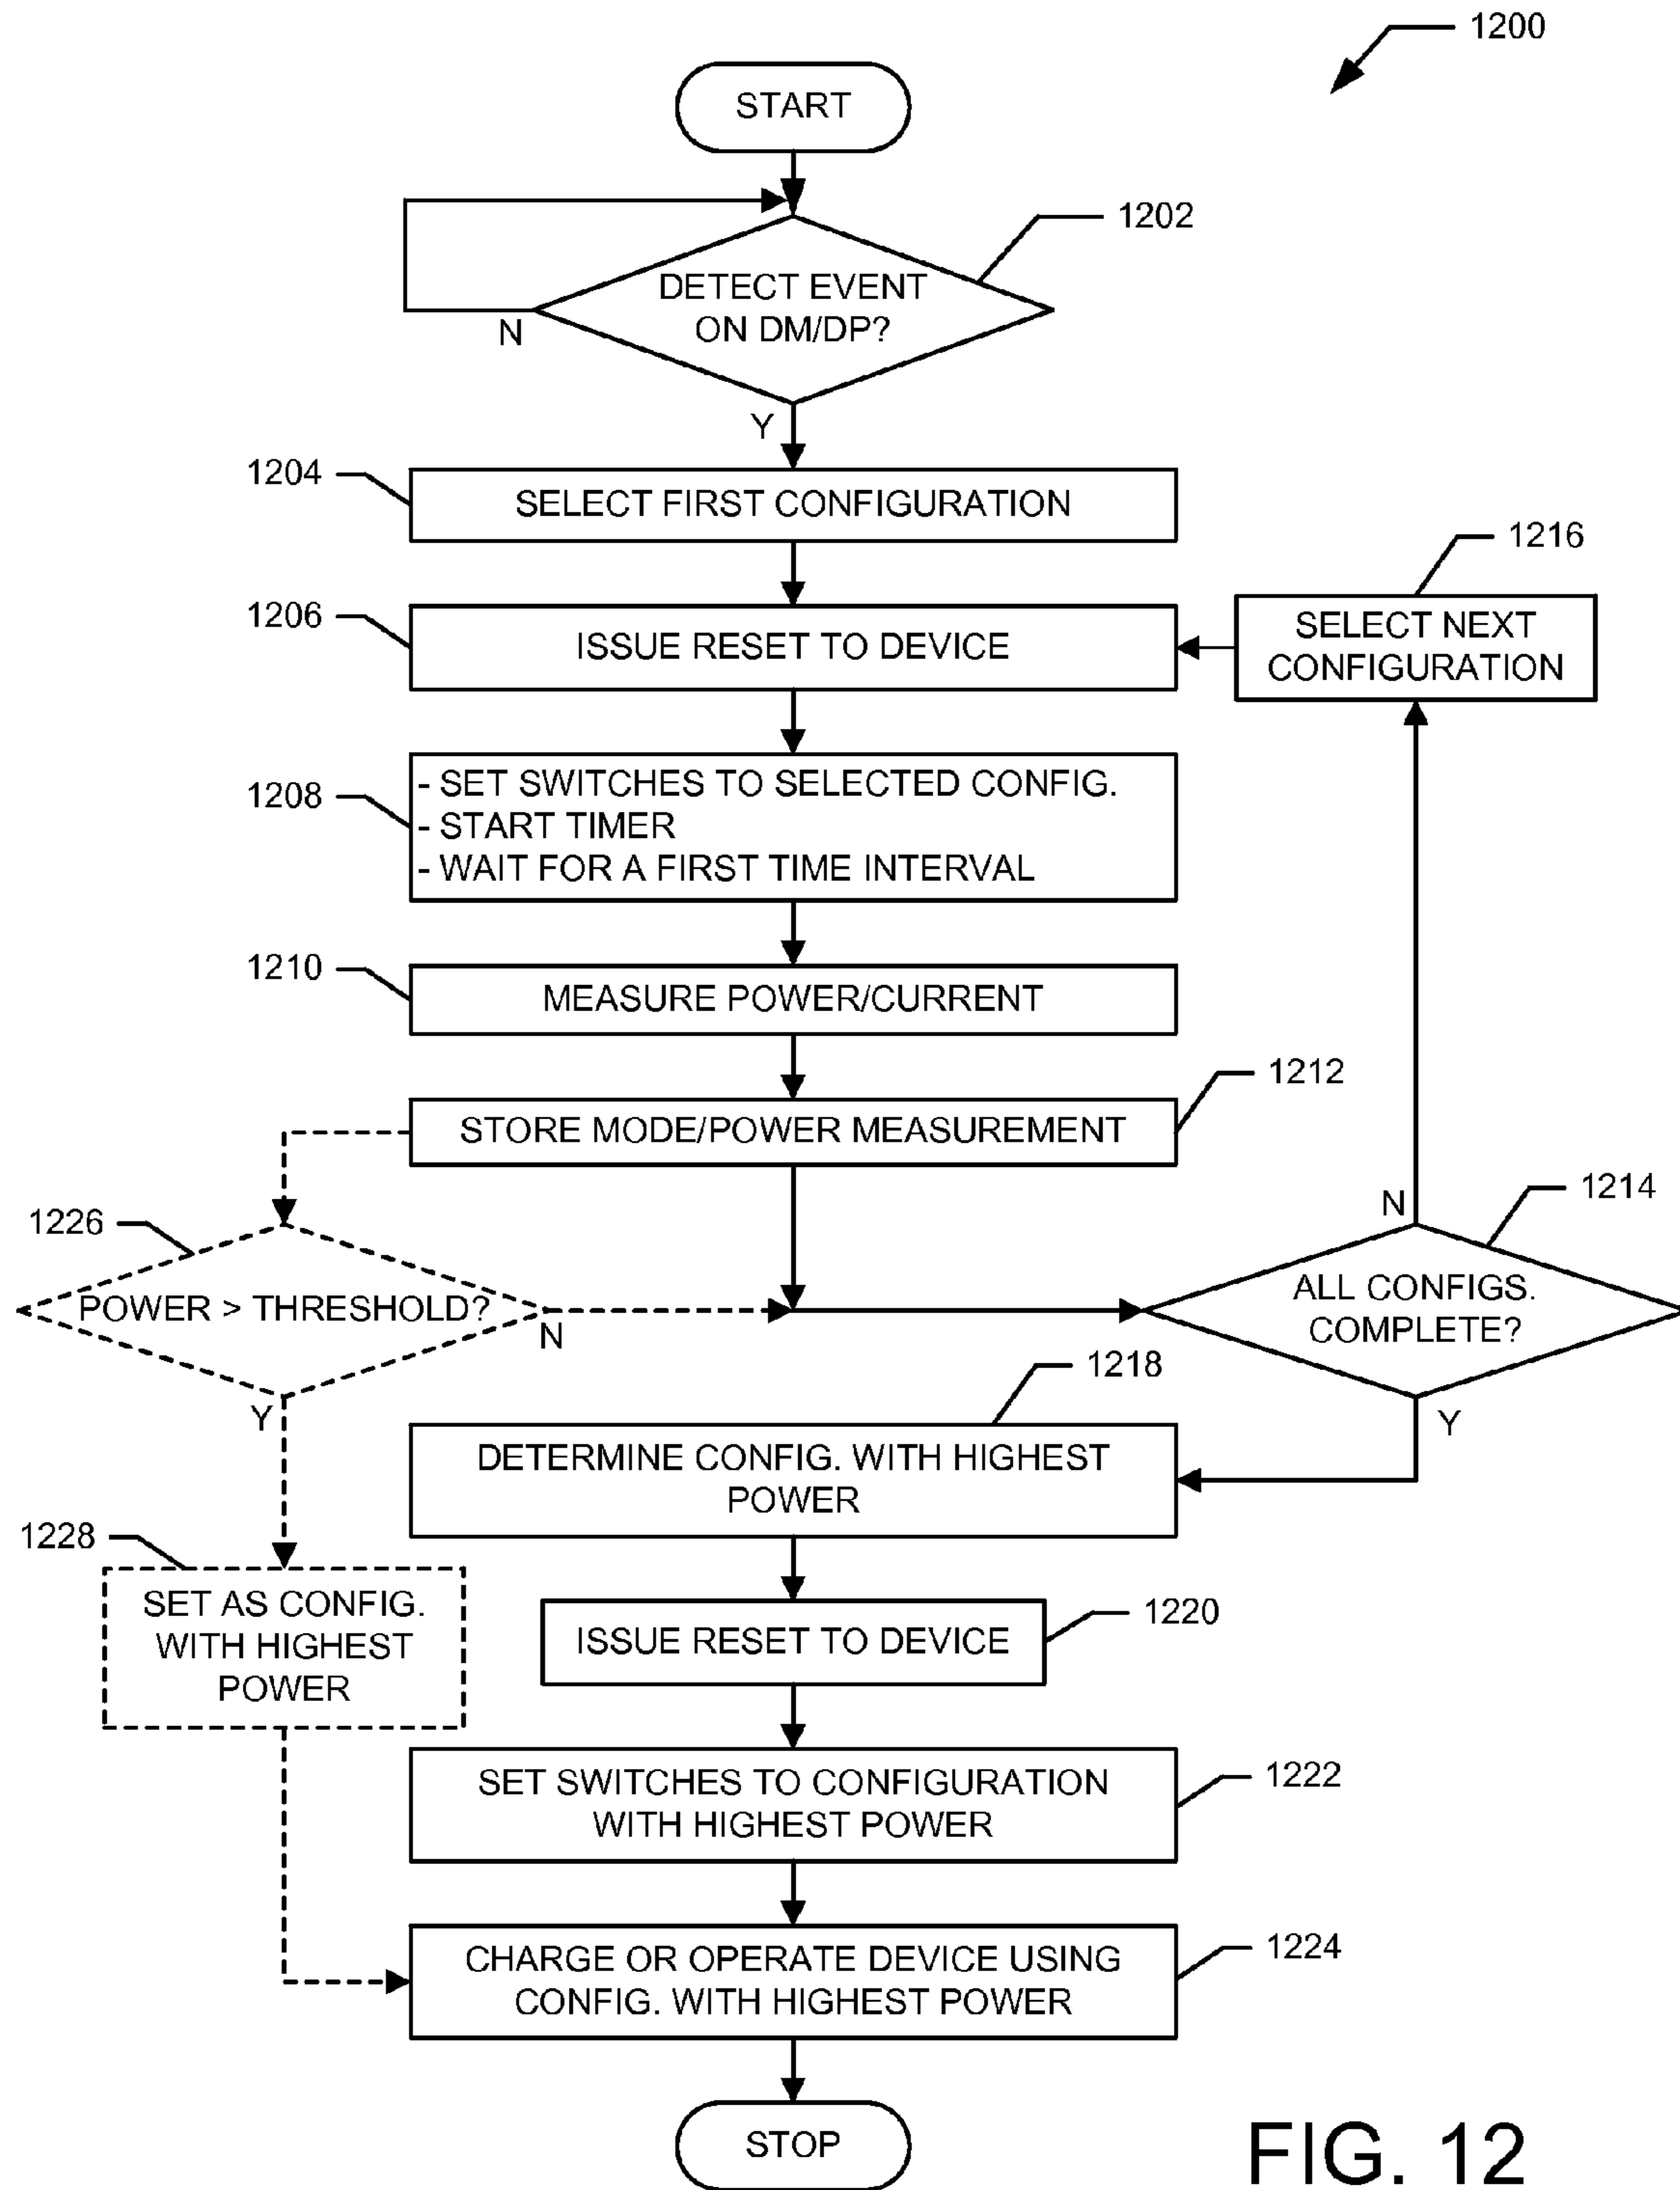 1200
START
1202
DETECT EVENT
ON DM/DP?
N
Y
1204
SELECT FIRST CONFIGURATION
1216
1206
ISSUE RESET TO DEVICE
SELECT NEXT
CONFIGURATION
1208
- SET SWITCHES TO SELECTED CONFIG.
- START TIMER
- WAIT FOR A FIRST TIME INTERVAL
1210
MEASURE POWER/CURRENT
1212
STORE MODE/POWER MEASUREMENT
1226
POWER > THRESHOLD?
N
Y
1214
N
ALL CONFIGS.
COMPLETE?
Y
1218
DETERMINE CONFIG. WITH HIGHEST
POWER
1228
SET AS CONFIG.
WITH HIGHEST
POWER
1220
ISSUE RESET TO DEVICE
1222
SET SWITCHES TO CONFIGURATION
WITH HIGHEST POWER
1224
CHARGE OR OPERATE DEVICE USING
CONFIG. WITH HIGHEST POWER
STOP
FIG. 12